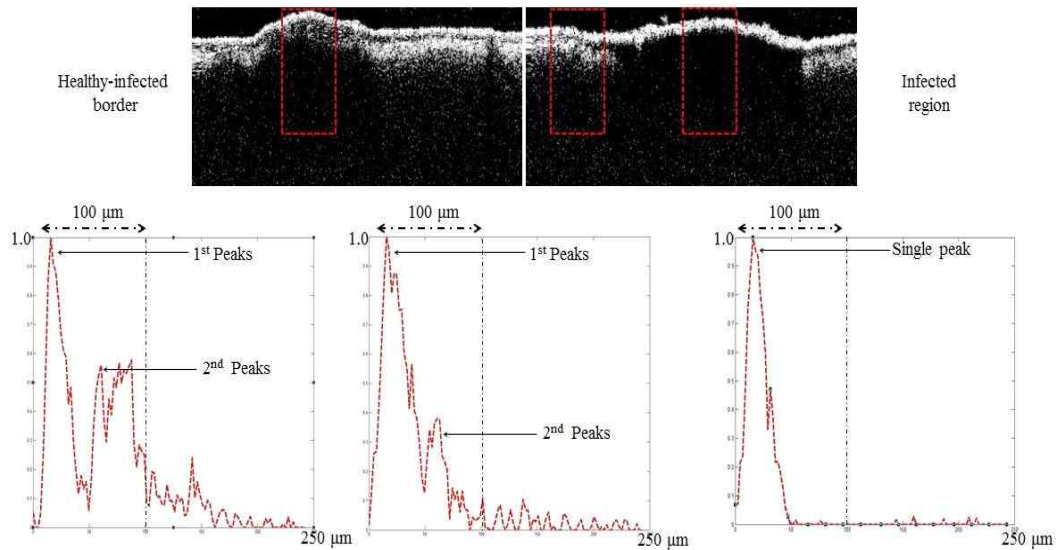 Healthy-infected
border
Infected
region
100 μm
100 μm
100 μm
1.0
1st Peaks
2nd Peaks
250 μm
1.0
1st Peaks
2nd Peaks
250 μm
1.0
Single peak
250 μm